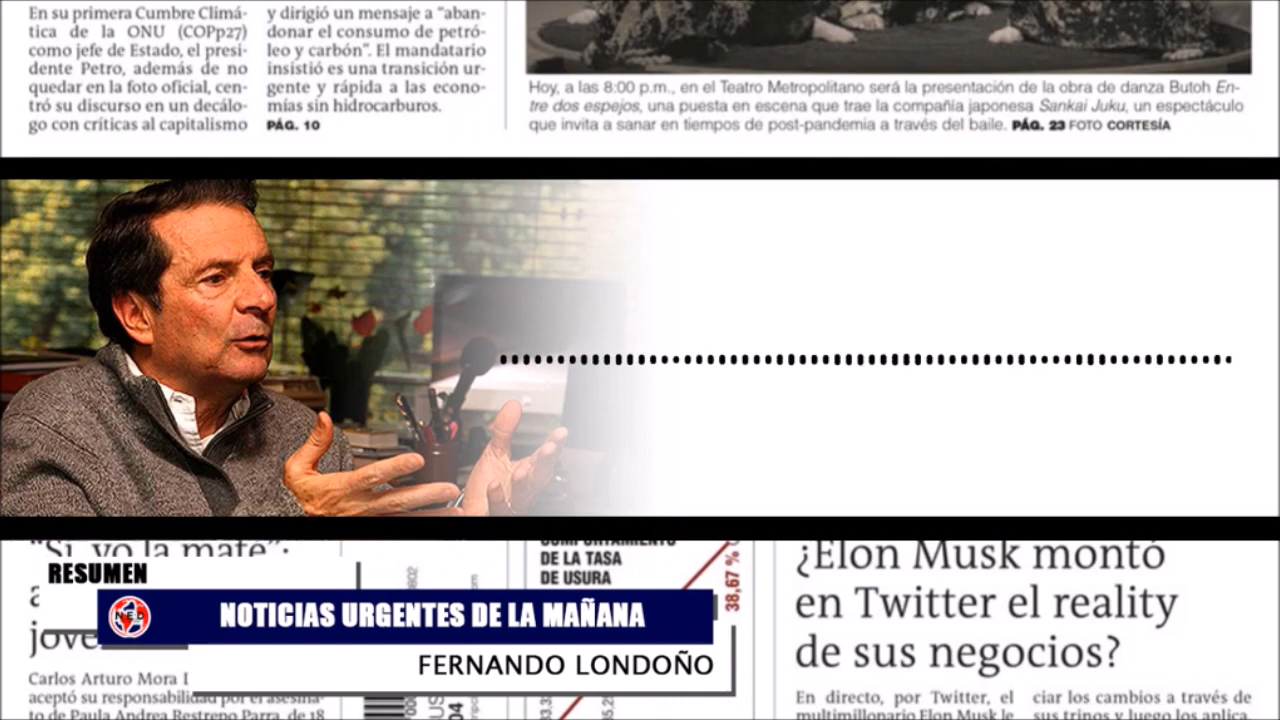 En su primera Cumbre Climá-
tica de la ONU (COPp27)
como jefe de Estado, el presi-
dente Petro, además de no
quedar en la foto oficial, cen-
tró su discurso en un decálo-
go con críticas al capitalismo
y dirigió un mensaje a “aban-
donar el consumo de petró-
leo y carbón”. El mandatario
insistió es una transición ur-
gente y rápida a las econo-
mías sin hidrocarburos.
PÁG. 10
Hoy, a las 8:00 p.m., en el Teatro Metropolitano será la presentación de la obra de danza Butoh En-
tre dos espejos, una puesta en escena que trae la compañía japonesa Sankai Juku, un espectáculo
que invita a sanar en tiempos de post-pandemia a través del baile. PÁG. 23 FOTO CORTESÍA
“Sí, yo la maté”:
RESUMEN
NOTICIAS URGENTES DE LA MAÑANA
FERNANDO LONDOÑO
Carlos Arturo Mora
aceptó su responsabilidad por el asesina-
to de Paula Andrea Restrepo Parra, de 18
COMPORTAMIENTO
DE LA TASA
DE USURA
38,67 %
¿Elon Musk montó
en Twitter el reality
de sus negocios?
En directo, por Twitter, el
multimillonario Elon Musk le
ciar los cambios a través de
sus trinos y luego los aplica.